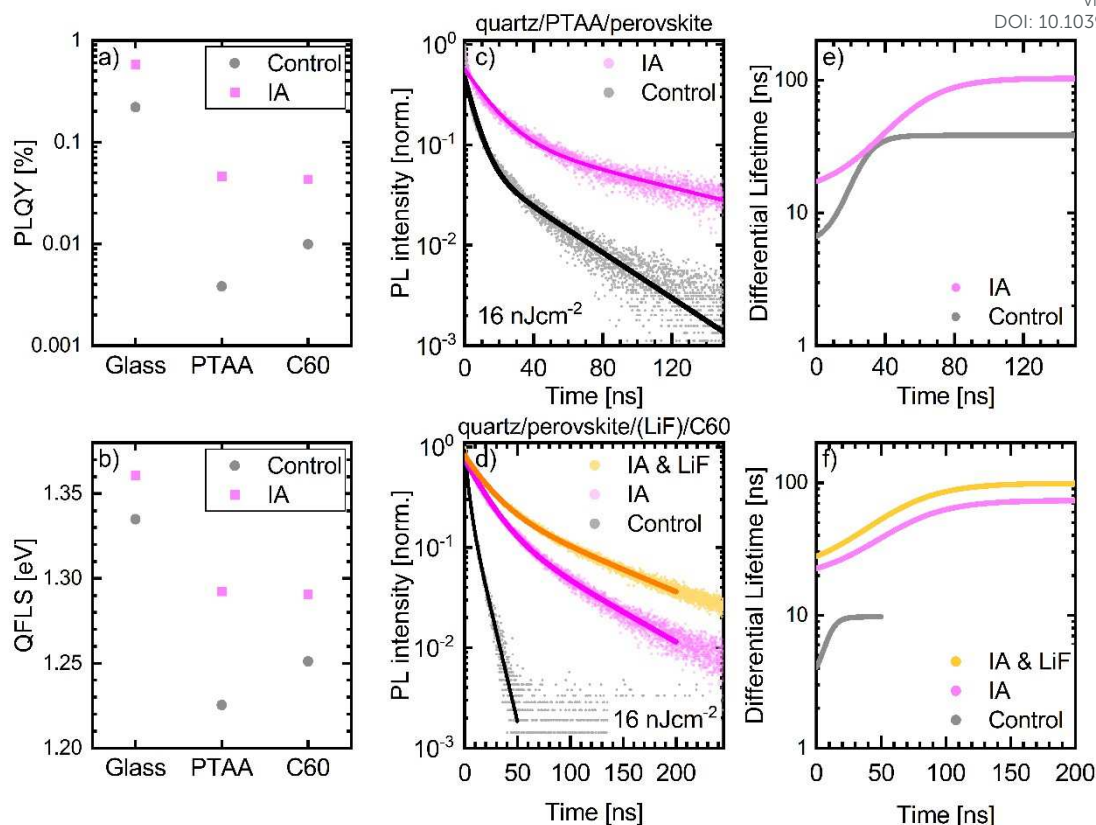 DOI: 10.1039
a)
Control
IA
PLQY [%]
1
0.1
0.01
0.001
Glass PTAA C60
b)
Control
IA
QFLS [eV]
1.35
1.30
1.25
1.20
Glass PTAA C60
quartz/PTAA/perovskite
c)
IA
Control
PL intensity [norm.]
10⁰
10⁻¹
10⁻²
10⁻³
16 nJcm⁻²
0 40 80 120
Time [ns]
quartz/perovskite/(LiF)/C60
d)
IA & LiF
IA
Control
PL intensity [norm.]
10⁰
10⁻¹
10⁻²
10⁻³
16 nJcm⁻²
0 50 100 150 200
Time [ns]
e)
Differential Lifetime [ns]
100
10
1
IA
Control
0 40 80 120
Time [ns]
f)
Differential Lifetime [ns]
100
10
1
IA & LiF
IA
Control
0 50 100 150 200
Time [ns]